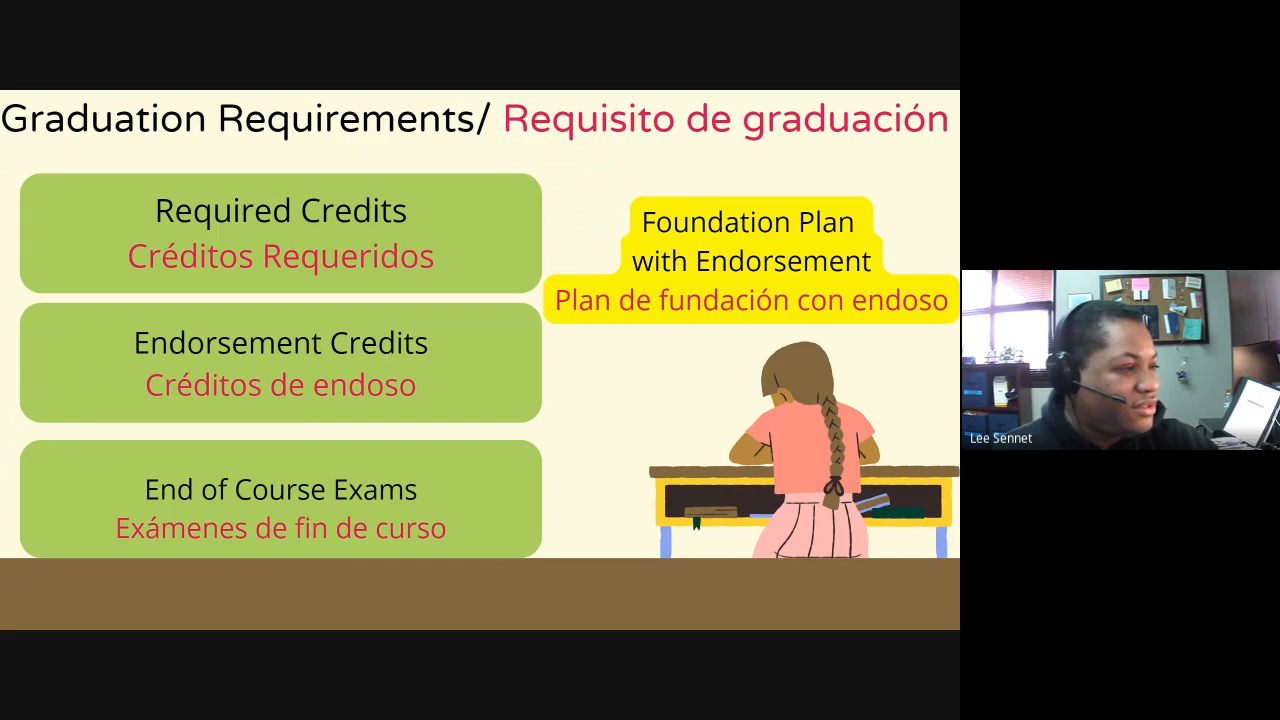 Graduation Requirements/ Requisito de graduación
Required Credits
Créditos Requeridos
Endorsement Credits
Créditos de endoso
End of Course Exams
Exámenes de fin de curso
Foundation Plan
with Endorsement
Plan de fundación con endoso
Lee Sennet